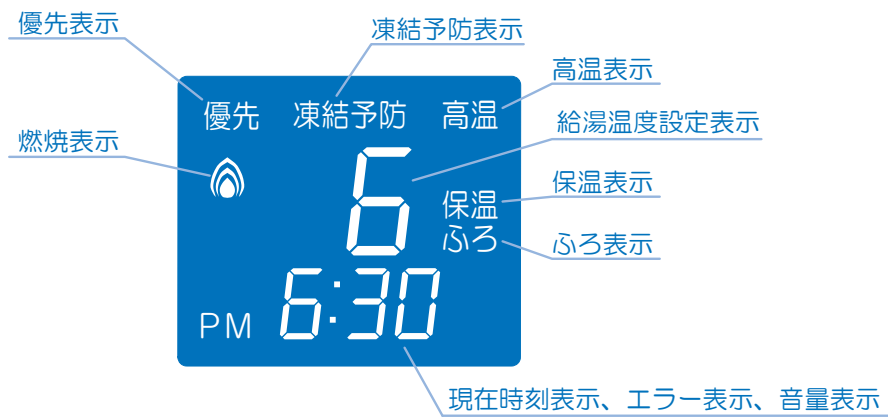 優先表示
凍結予防表示
高温表示
優先 凍結予防 高温
給湯温度設定表示
燃焼表示
6
保温表示
保温
ふろ
ふろ表示
PM 6:30
現在時刻表示、エラー表示、音量表示